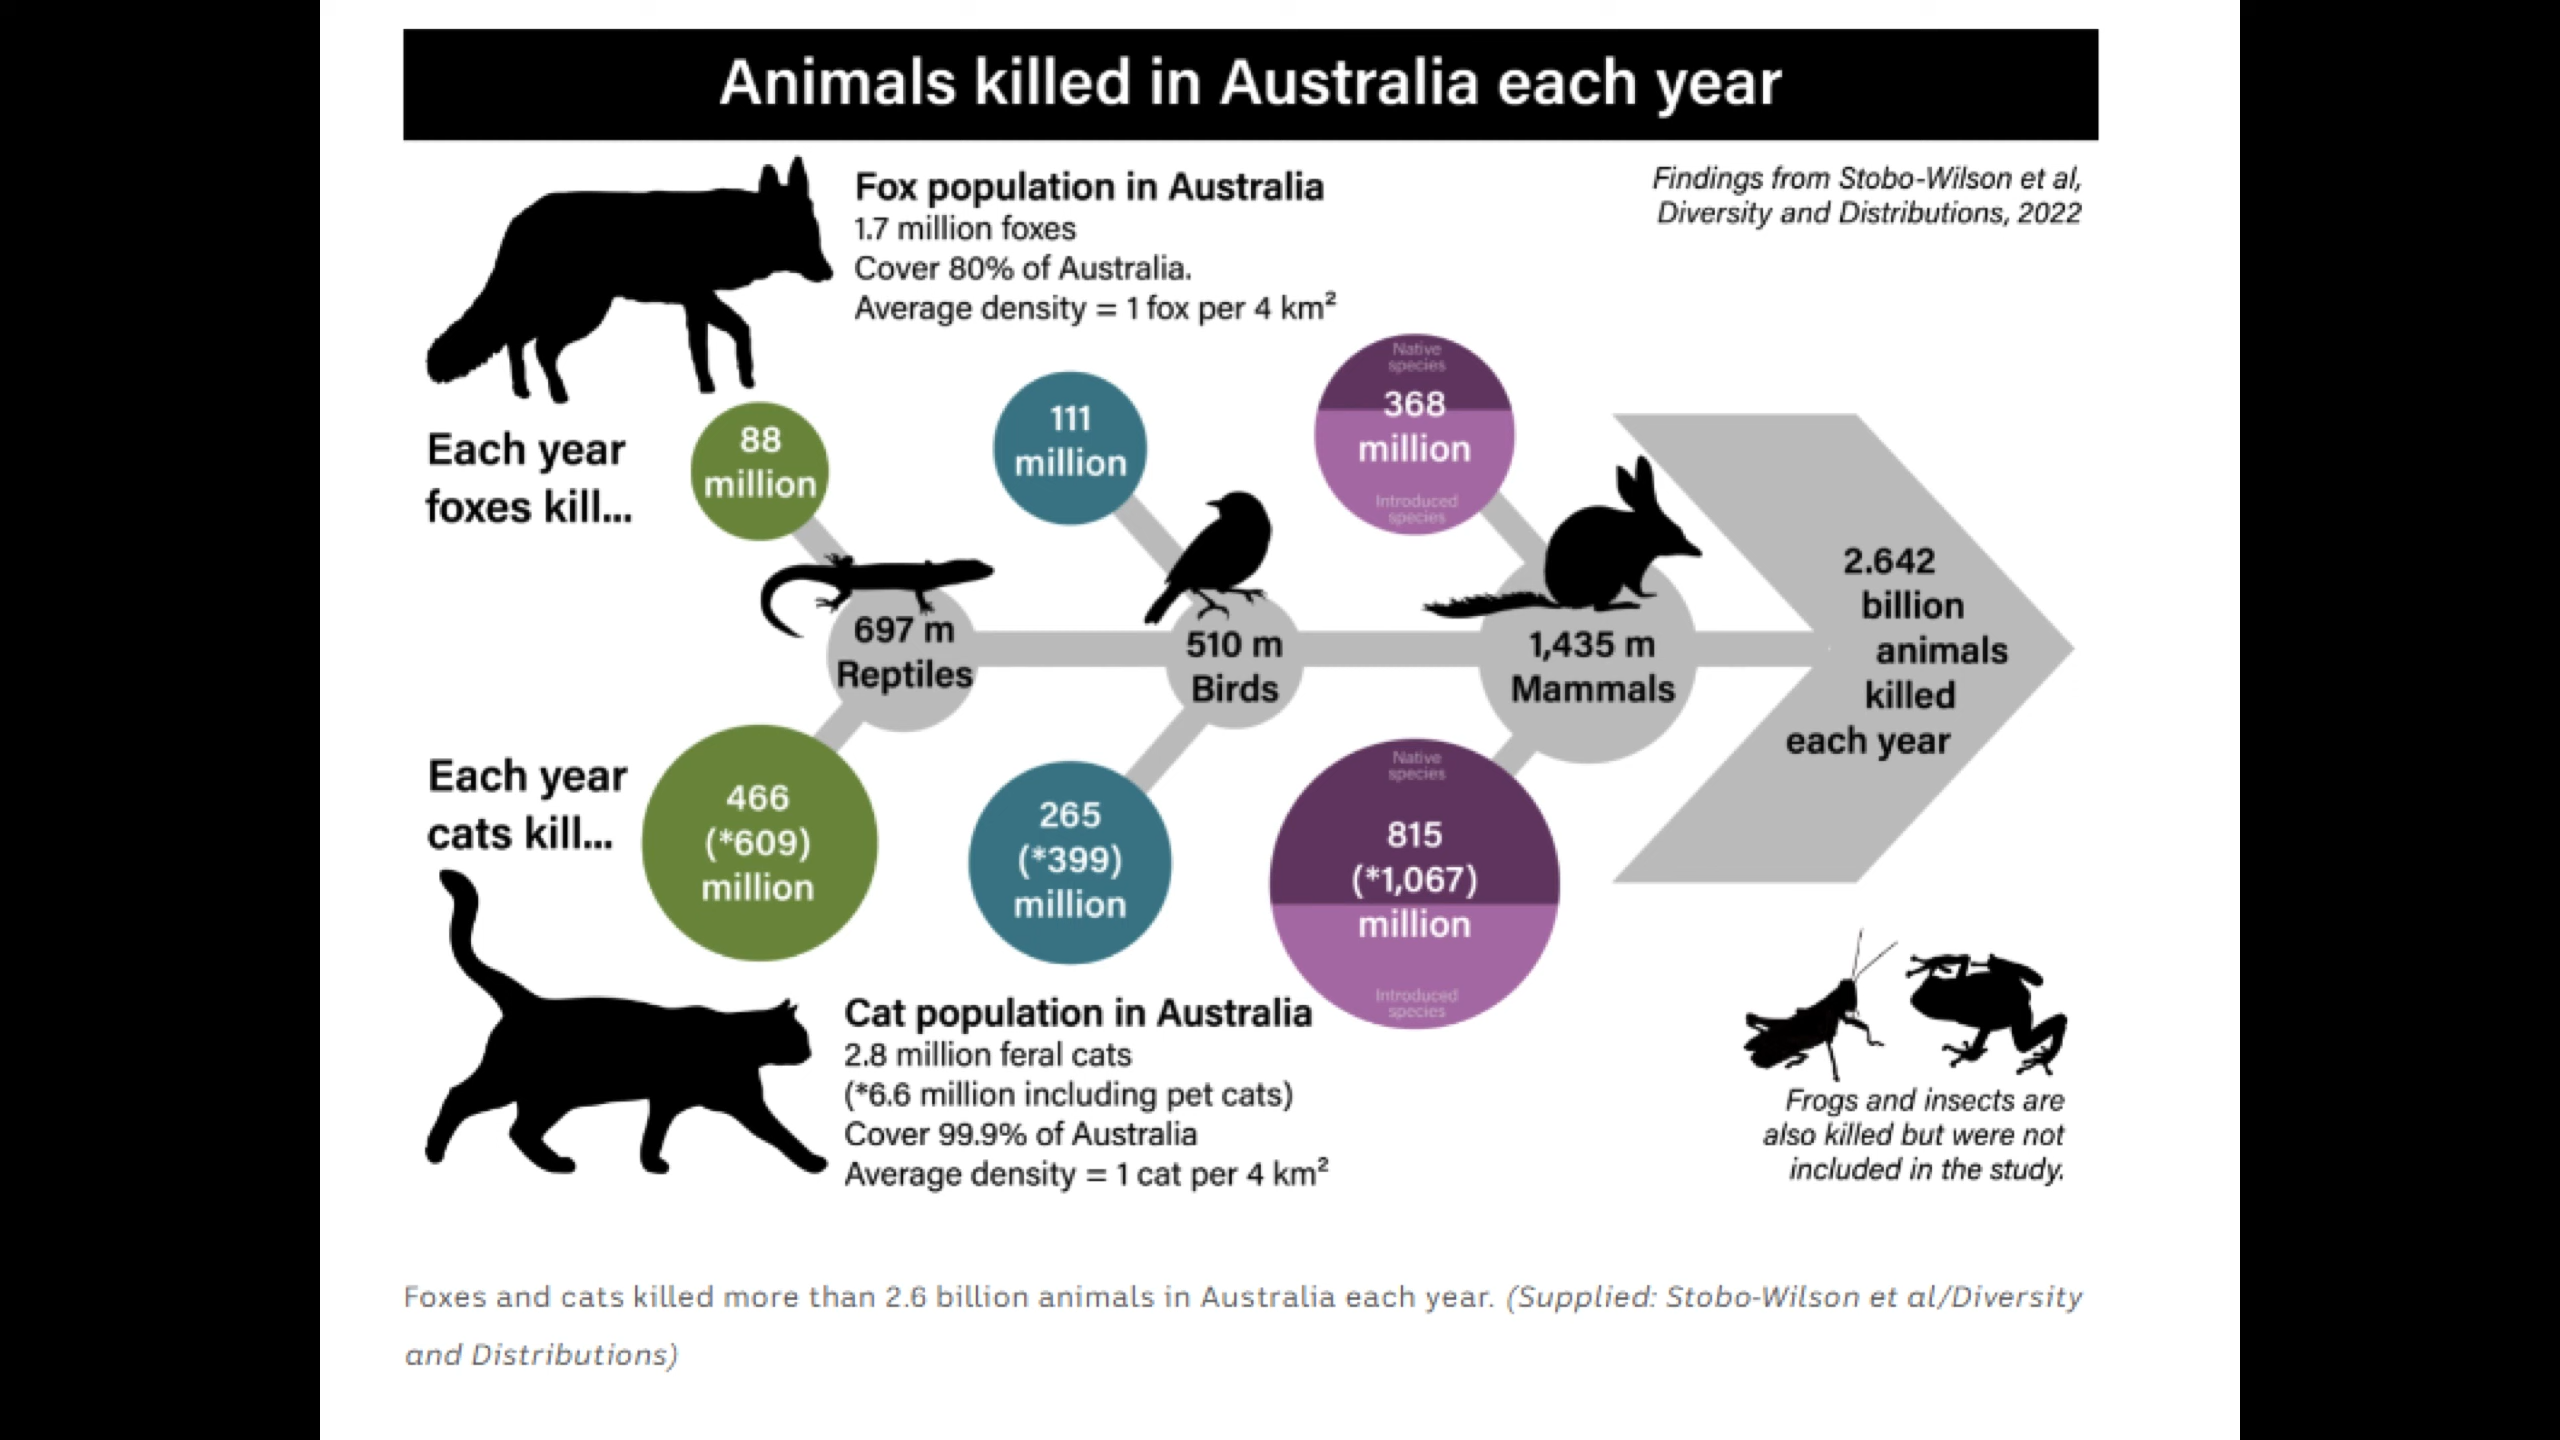 Animals killed in Australia each year
Findings from Stobo-Wilson et al,
Diversity and Distributions, 2022
Fox population in Australia
1.7 million foxes
Cover 80% of Australia.
Average density = 1 fox per 4 km²
Each year
foxes kill...
88
million
111
million
Native
species
368
million
Introduced
species
697 m
Reptiles
510 m
Birds
1,435 m
Mammals
2.642
billion
animals
killed
each year
Each year
cats kill...
466
(*609)
million
265
(*399)
million
Native
species
815
(*1,067)
million
Introduced
species
Cat population in Australia
2.8 million feral cats
(*6.6 million including pet cats)
Cover 99.9% of Australia
Average density = 1 cat per 4 km²
Frogs and insects are
also killed but were not
included in the study.
Foxes and cats killed more than 2.6 billion animals in Australia each year. (Supplied: Stobo-Wilson et al/Diversity
and Distributions)